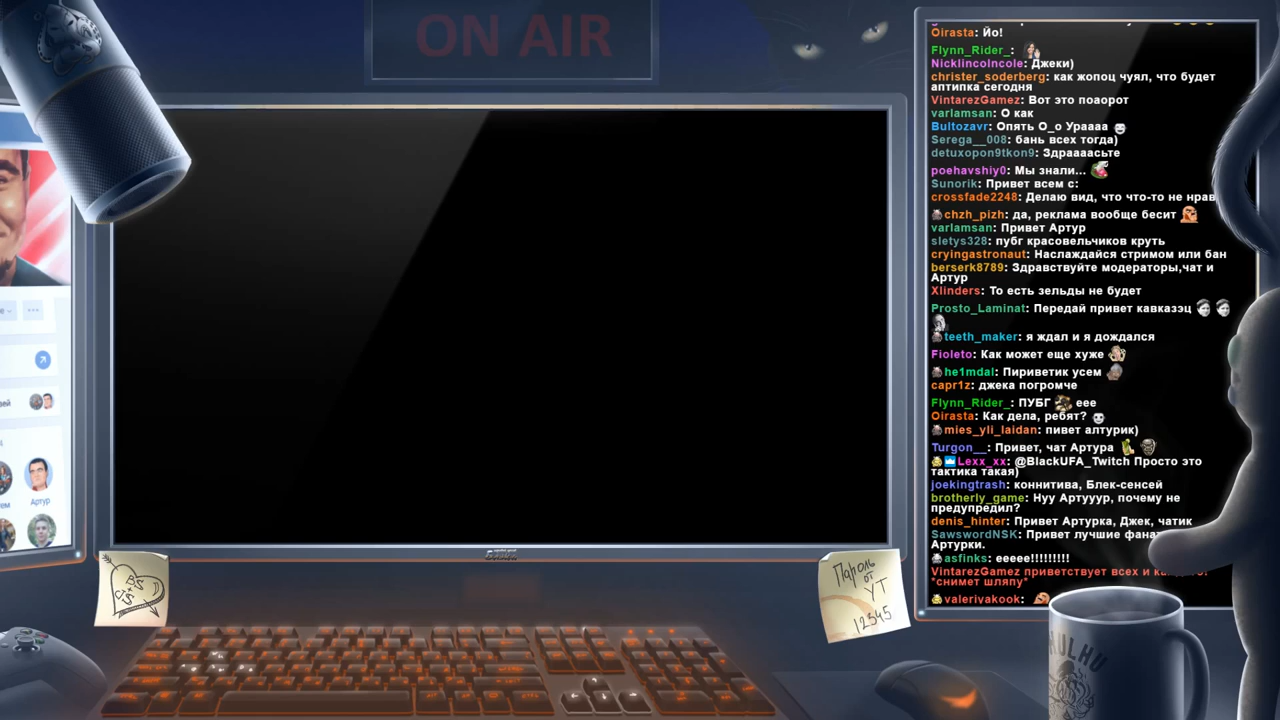 ON AIR
Oirasta: Йо!
Flynn_Rider_:
Nicklincolncole: Джеки)
christer_soderberg: как жопоц чуял, что будет
аптипка сегодня
VintarezGamez: Вот это поаорот
varlamsan: О как
Bultozavr: Опять O_o Ураааа
Serega__008: бань всех тогда)
detuxopon9tkon9: Здраааасьте
poehavshiy0: Мы знали...
Sunorik: Привет всем с:
crossfade2248: Делаю вид, что что-то не нрав
chzh_pizh: да, реклама вообще бесит
varlamsan: Привет Артур
sletys328: пубг красовельчиков круть
cryingastronaut: Наслаждайся стримом или бан
berserk8789: Здравствуйте модераторы,чат и
Артур
Xlinders: То есть зельды не будет
Prosto_Laminat: Передай привет кавказэц
teeth_maker: я ждал и я дождался
Fioleto: Как может еще хуже
he1mdal: Пириветик усем
capr1z: джека погромче
Flynn_Rider_: ПУБГ еее
Oirasta: Как дела, ребят?
mies_yli_laidan: пивет алтурик)
Turgon__: Привет, чат Артура
Lexx_xx: @BlackUFA_Twitch Просто это
тактика такая)
joekingtrash: коннитива, Блек-сенсей
brotherly_game: Нуу Артууур, почему не
предупредил?
denis_hinter: Привет Артурка, Джек, чатик
SawswordNSK: Привет лучшие фана
Артурки.
asfinks: ееeee!!!!!!!!!
VintarezGamez приветствует всех и
*снимет шляпу*
valeriyakook:
Артур
Пароль
от
YT
12345